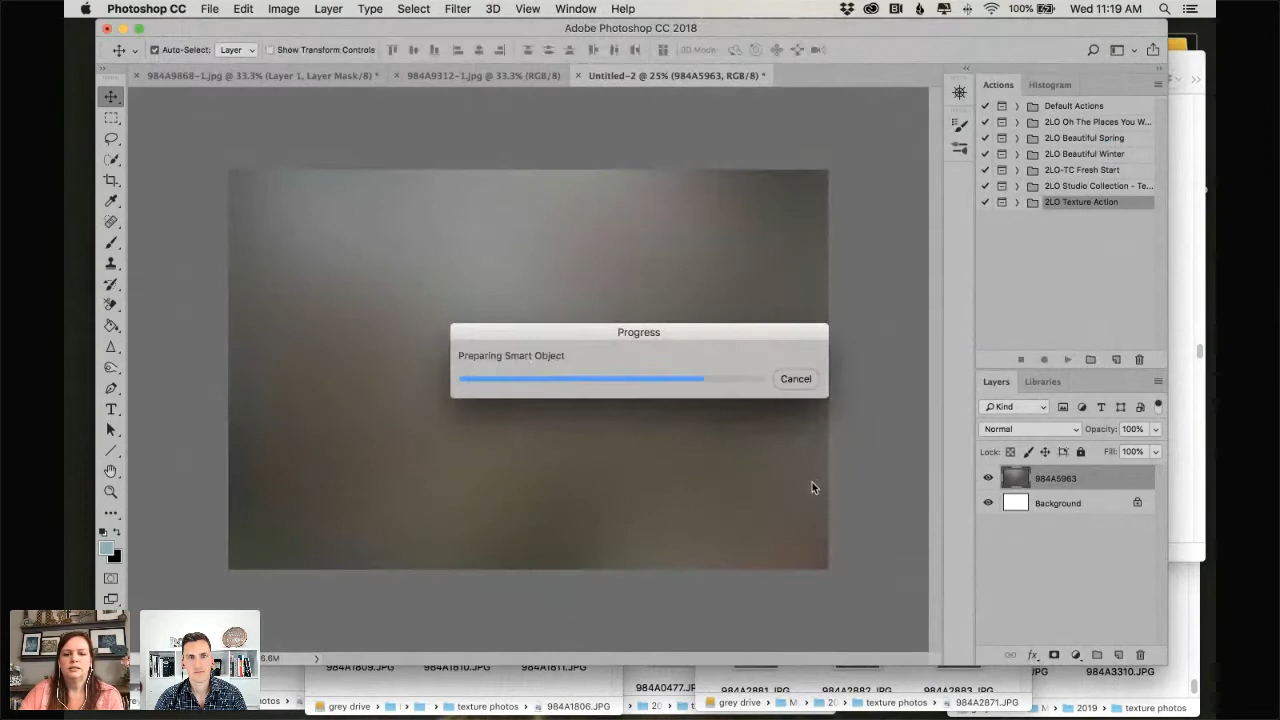 Photoshop CC File Edit Image Layer Type Select Filter 3D View Window Help 100% Wed 11:19 AM
Adobe Photoshop CC 2018
Auto-Select: Layer Show Transform Controls 3D Mode:
984A9868-1.jpg @ 33.3% (Layer 1, Layer Mask/8) * 984A9312-1.jpg @ 33.3% (RGB/8) Untitled-2 @ 25% (984A5963, RGB/8) *
Actions Histogram
Default Actions
2LO Oh The Places You W...
2LO Beautiful Spring
2LO Beautiful Winter
2LO-TC Fresh Start
2LO Studio Collection - Te...
2LO Texture Action
Progress
Preparing Smart Object
Cancel
Layers Libraries
Kind
Normal Opacity: 100%
Lock: Fill: 100%
984A5963
Background
6.6M
984A1809.JPG 984A1810.JPG 984A1811.JPG
984A0477.JPG 984A2881.JPG 984A2882.JPG 984A2883.JPG 984A3310.JPG
grey drive texture photos 984A1806.JPG
grey drive texture photos 984A2871.JPG
2019 texture photos